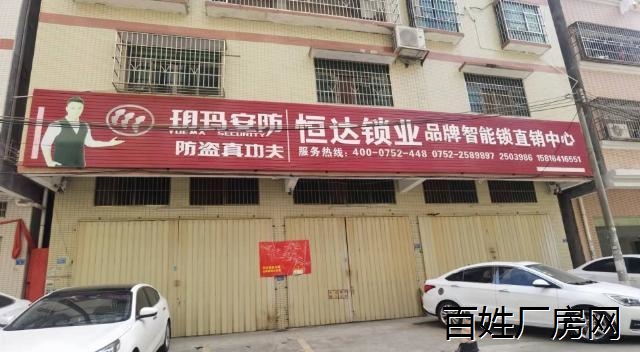 玥玛安防
YUEMA SECURITY
防盗真功夫
恒达锁业 品牌智能锁直销中心
服务热线：400-0752-448 0752-2589897 2503986 15816416551
百姓厂房网